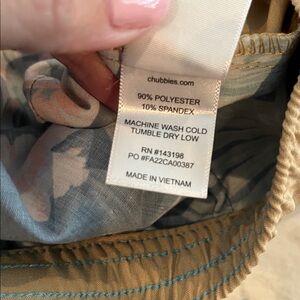 chubbies.com
90% POLYESTER
10% SPANDEX
MACHINE WASH COLD
TUMBLE DRY LOW
RN #143198
PO #FA22CA00387
MADE IN VIETNAM